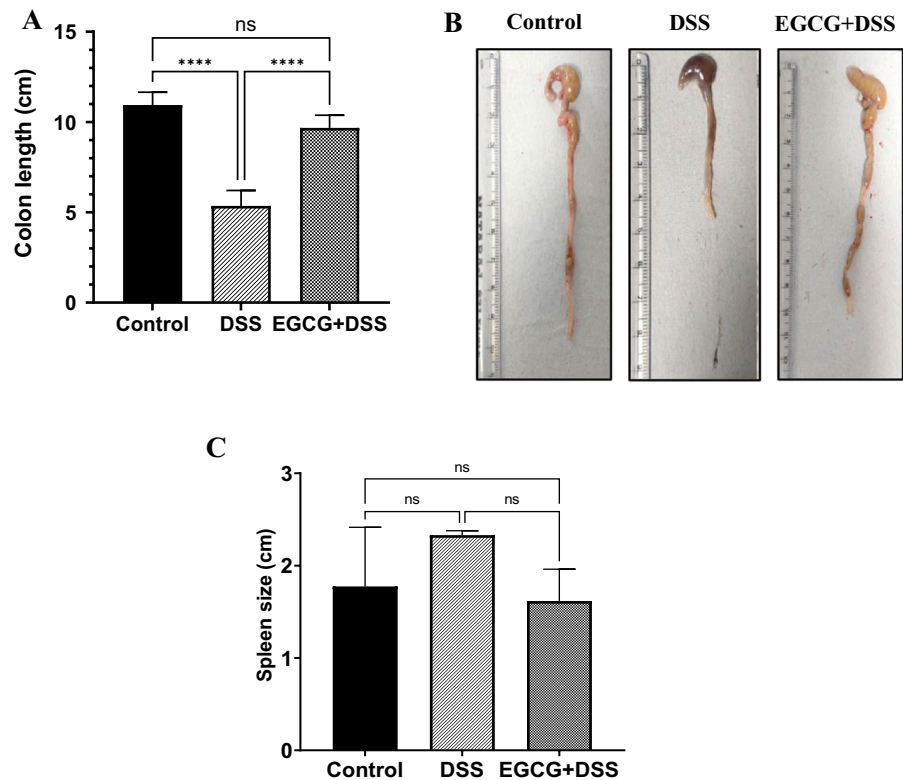 A
ns
**** ****
15
10
5
0
Colon length (cm)
Control DSS EGCG+DSS
B
Control DSS EGCG+DSS
C
ns
ns ns
3
2
1
0
Spleen size (cm)
Control DSS EGCG+DSS